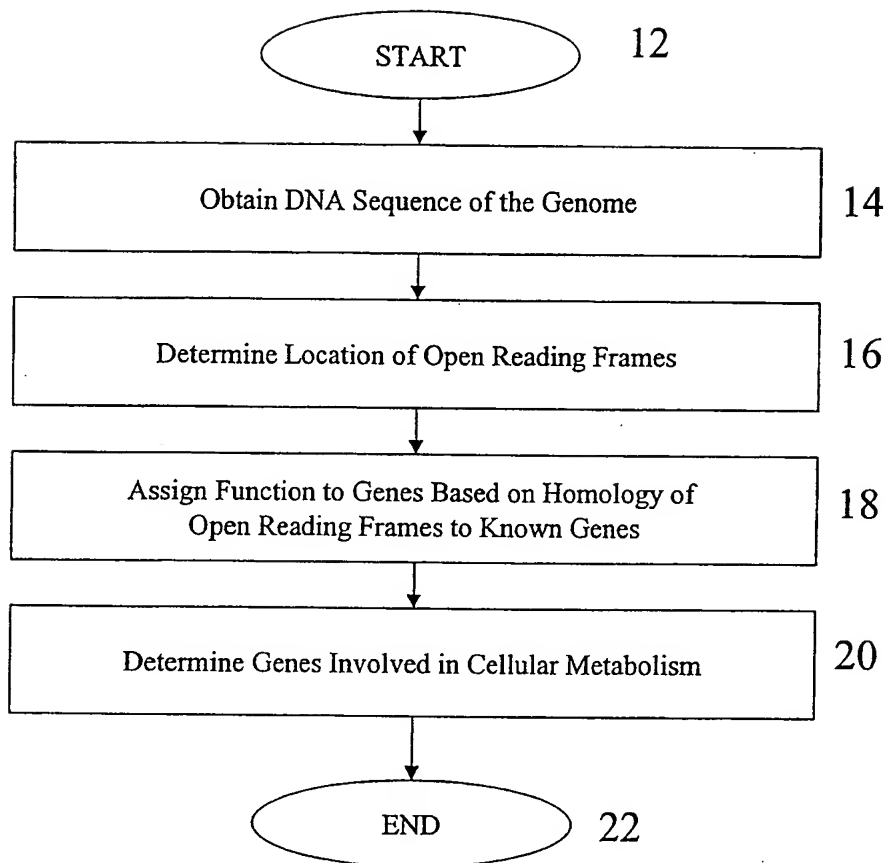 START
12
Obtain DNA Sequence of the Genome
14
Determine Location of Open Reading Frames
16
Assign Function to Genes Based on Homology of
Open Reading Frames to Known Genes
18
Determine Genes Involved in Cellular Metabolism
20
END
22